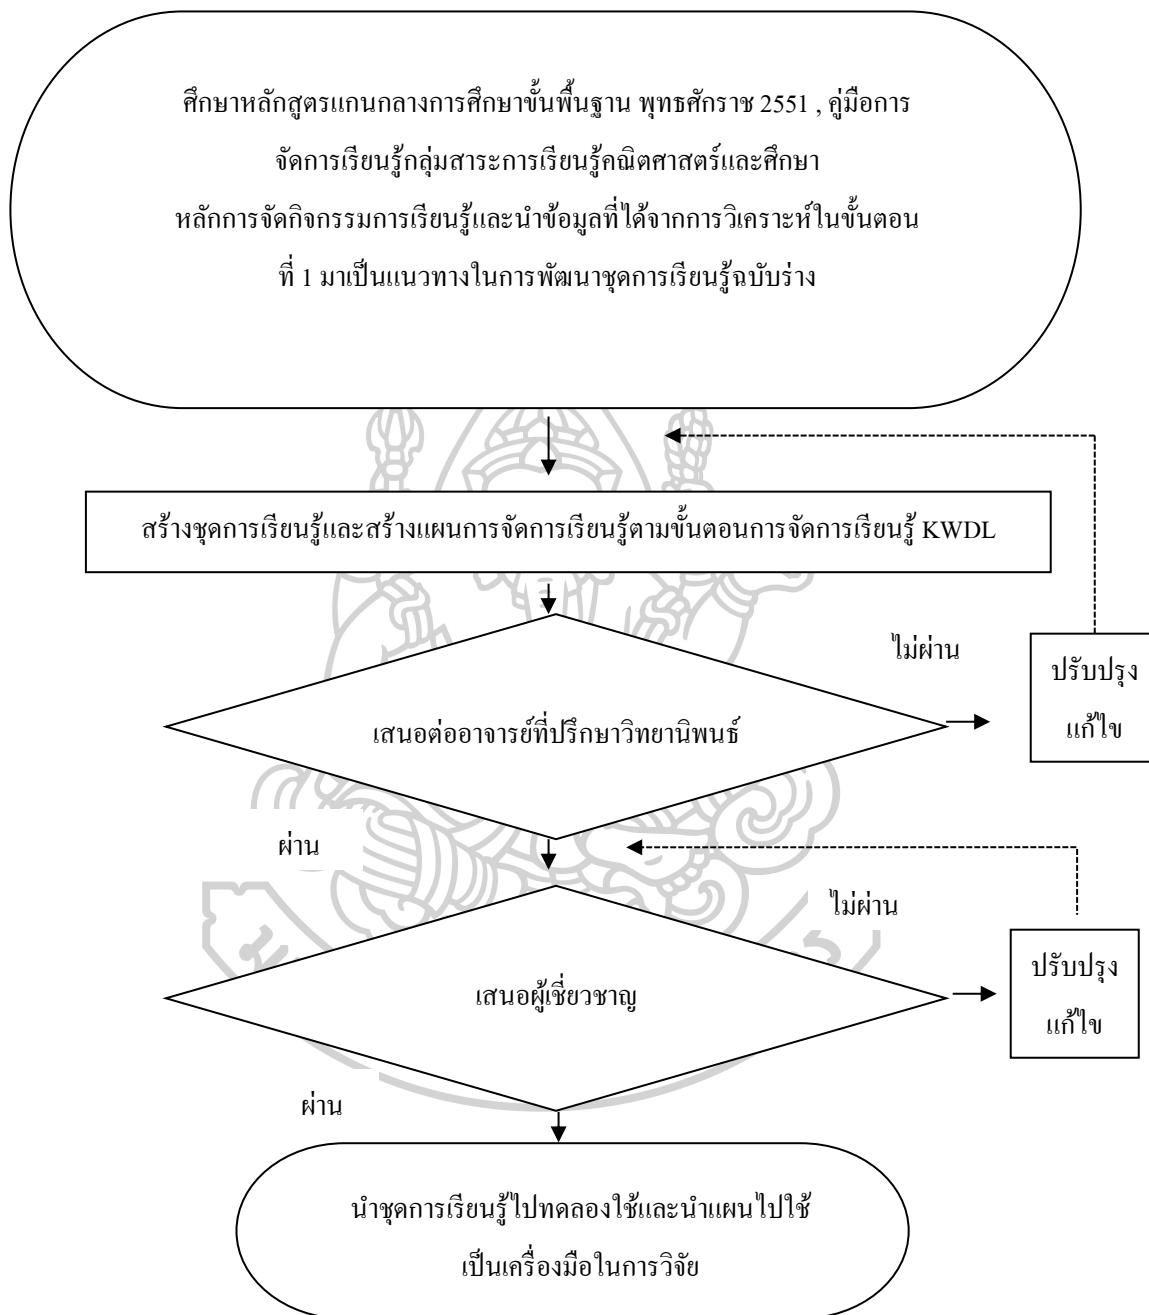 ศึกษาหลักสูตรแกนกลางการศึกษาขั้นพื้นฐาน พุทธศักราช 2551 , คู่มือการ
จัดการเรียนรู้กลุ่มสาระการเรียนรู้คณิตศาสตร์และศึกษา
หลักการจัดกิจกรรมการเรียนรู้และนำข้อมูลที่ได้จากการวิเคราะห์ในขั้นตอน
ที่ 1 มาเป็นแนวทางในการพัฒนาชุดการเรียนรู้ฉบับร่าง
สร้างชุดการเรียนรู้และสร้างแผนการจัดการเรียนรู้ตามขั้นตอนการจัดการเรียนรู้ KWDL
ไม่ผ่าน
ปรับปรุง
แก้ไข
เสนอต่ออาจารย์ที่ปรึกษาวิทยานิพนธ์
ผ่าน
ไม่ผ่าน
ปรับปรุง
แก้ไข
เสนอผู้เชี่ยวชาญ
ผ่าน
นำชุดการเรียนรู้ไปทดลองใช้และนำแผนไปใช้
เป็นเครื่องมือในการวิจัย